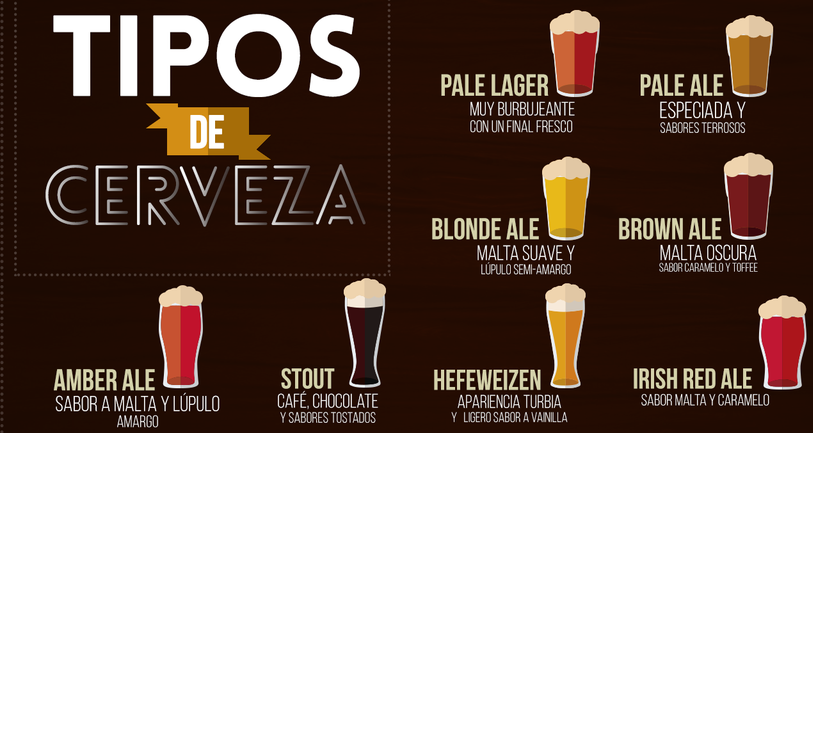 TIPOS
DE
CERVEZA
PALE LAGER
MUY BURBUJEANTE
CON UN FINAL FRESCO
PALE ALE
ESPECIADA Y
SABORES TERROSOS
BLONDE ALE
MALTA SUAVE Y
LÚPULO SEMI-AMARGO
BROWN ALE
MALTA OSCURA
SABOR CARAMELO Y TOFFEE
AMBER ALE
SABOR A MALTA Y LÚPULO
AMARGO
STOUT
CAFÉ, CHOCOLATE
Y SABORES TOSTADOS
HEFEWEIZEN
APARIENCIA TURBIA
Y LIGERO SABOR A VAINILLA
IRISH RED ALE
SABOR MALTA Y CARAMELO